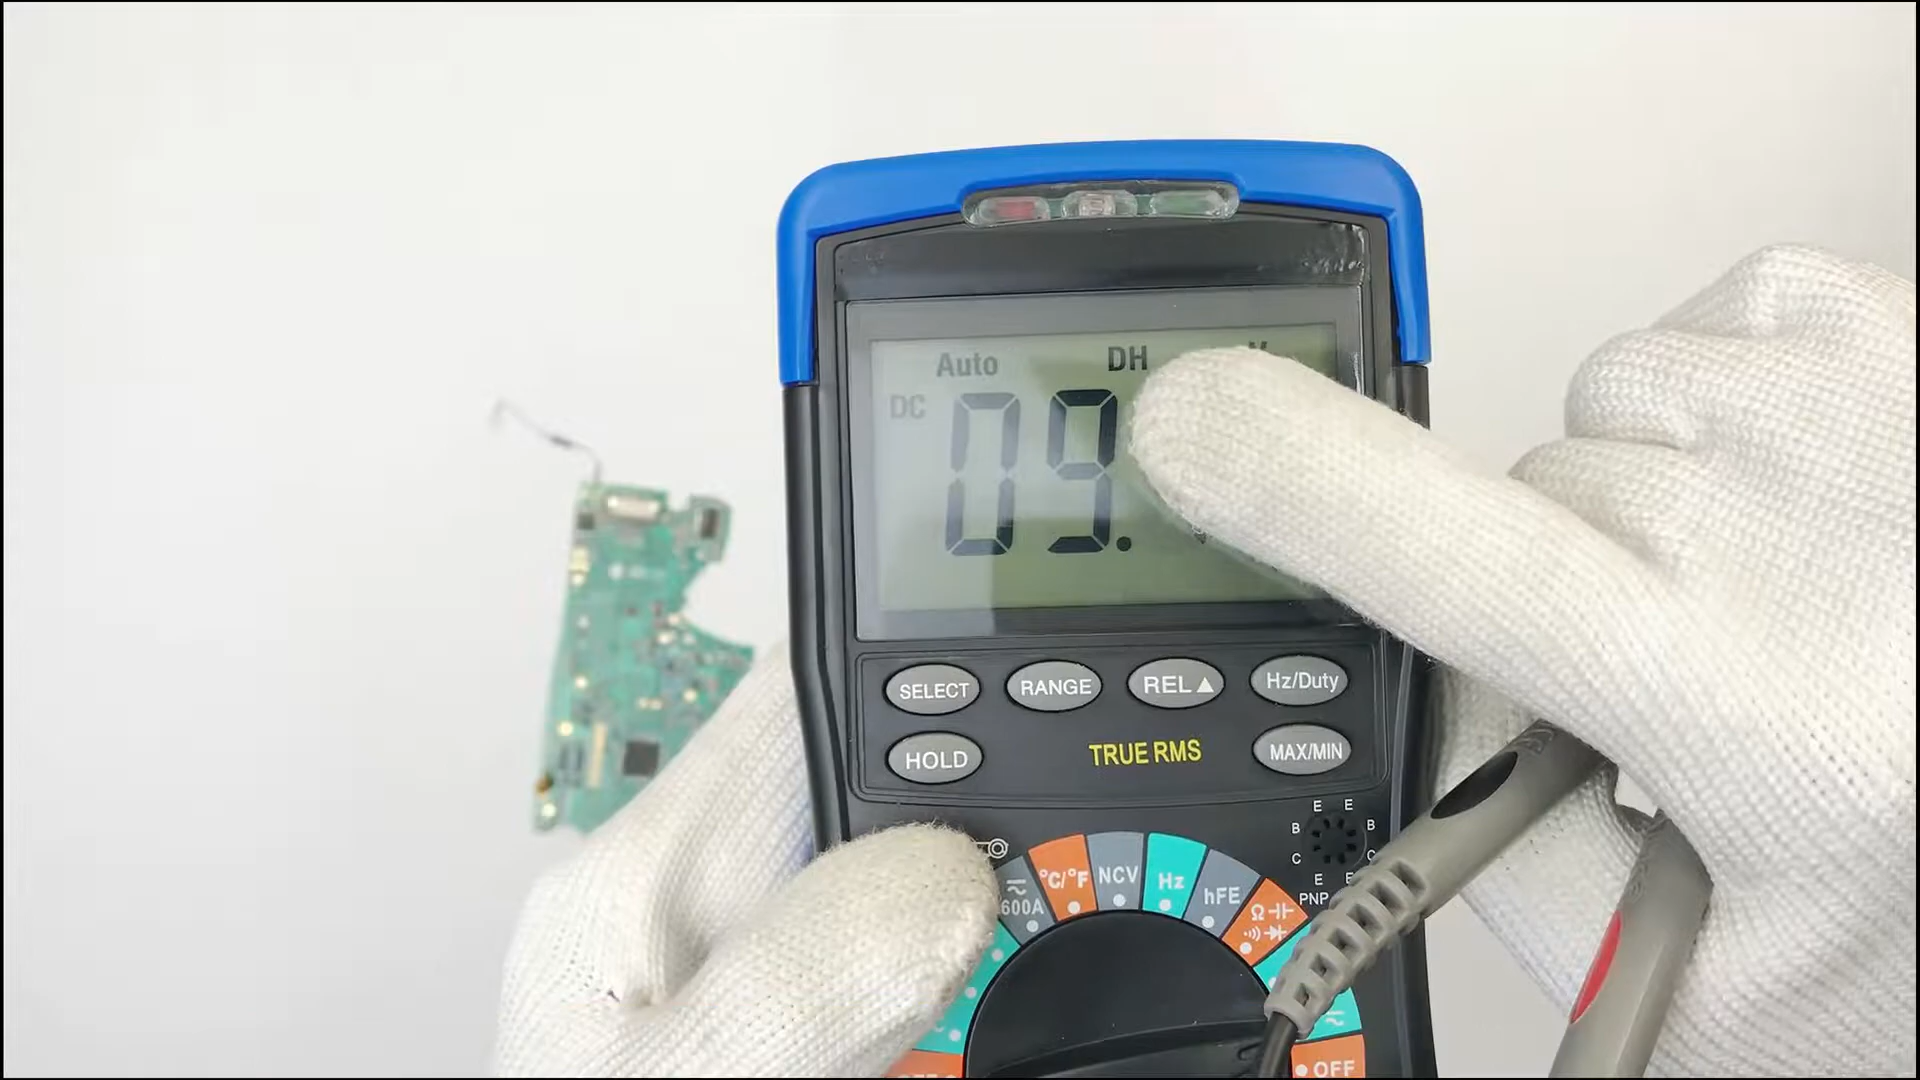 Auto DH
DC 09.
SELECT RANGE REL▲ Hz/Duty
HOLD TRUE RMS MAX/MIN
E E
B B
C C
E E
PNP
600A °C/°F NCV Hz hFE Ω
OFF